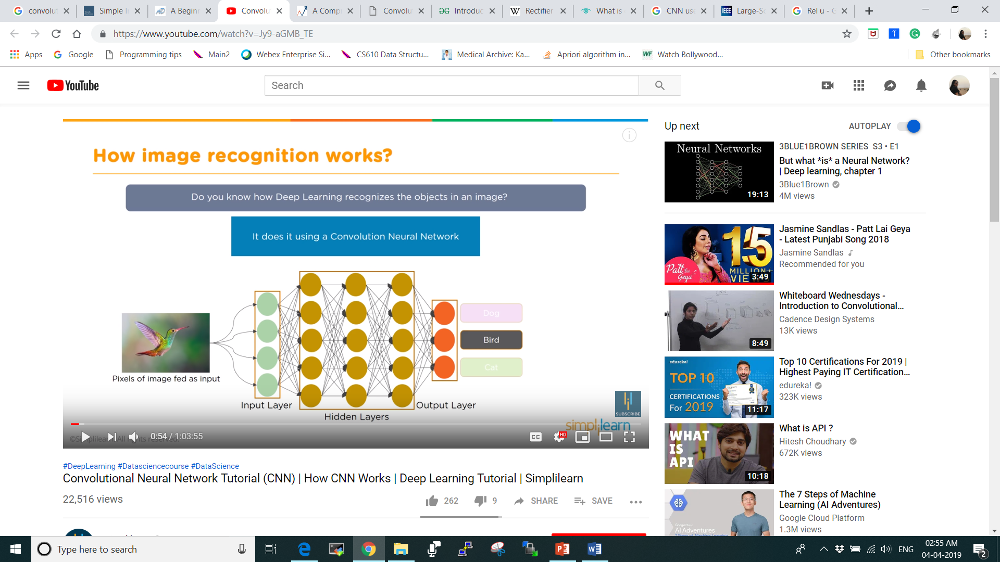 convolut
Simple I
A Beginn
Convolu
A Comp
Convolu
Introduc
Rectifier
What is
CNN use
Large-Sc
Rel u - G
https://www.youtube.com/watch?v=Jy9-aGMB_TE
Apps
Google
Programming tips
Main2
Webex Enterprise Si...
CS610 Data Structu...
Medical Archive: Ka...
Apriori algorithm in...
WF Watch Bollywood...
Other bookmarks
YouTube
Search
How image recognition works?
Do you know how Deep Learning recognizes the objects in an image?
It does it using a Convolution Neural Network
Dog
Bird
Cat
Pixels of image fed as input
Input Layer
Hidden Layers
Output Layer
SUBSCRIBE
simplilearn
©Simplilearn. All rights reserved.
0:54 / 1:03:55
CC
HD
#DeepLearning #Datasciencecourse #DataScience
Convolutional Neural Network Tutorial (CNN) | How CNN Works | Deep Learning Tutorial | Simplilearn
22,516 views
262
9
SHARE
SAVE
Up next
AUTOPLAY
Neural Networks
19:13
3BLUE1BROWN SERIES S3 • E1
But what *is* a Neural Network?
| Deep learning, chapter 1
3Blue1Brown
4M views
15
MILLION+
VIEWS
Patt Lai
Geya
3:49
Jasmine Sandlas - Patt Lai Geya
- Latest Punjabi Song 2018
Jasmine Sandlas
Recommended for you
CNN
8:49
Whiteboard Wednesdays -
Introduction to Convolutional...
Cadence Design Systems
13K views
edureka!
TOP 10
CERTIFICATIONS
For 2019
11:17
Top 10 Certifications For 2019 |
Highest Paying IT Certification...
edureka!
323K views
WHAT
IS
API
10:18
What is API ?
Hitesh Choudhary
672K views
Google Cloud
AI Adventures
7 Steps of Machine Learning
The 7 Steps of Machine
Learning (AI Adventures)
Google Cloud Platform
1.3M views
Type here to search
ENG
02:55 AM
04-04-2019
2